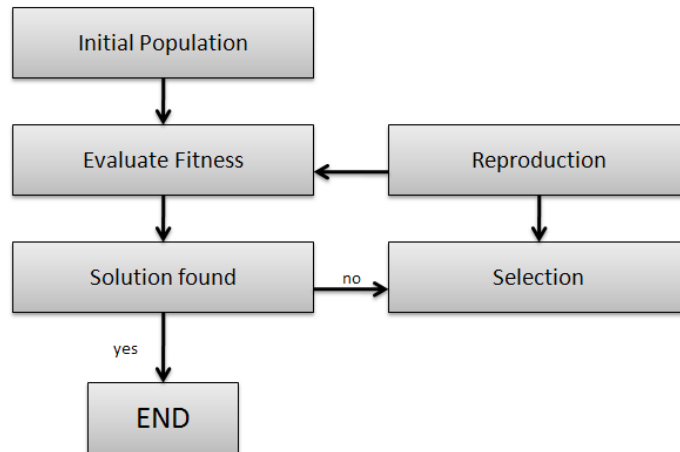 Initial Population
Evaluate Fitness
Reproduction
Solution found
no
Selection
yes
END